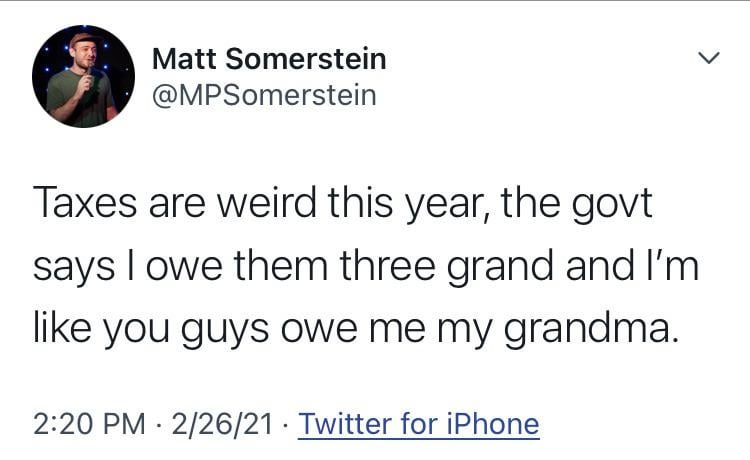 Matt Somerstein
@MPSomerstein
Taxes are weird this year, the govt
says I owe them three grand and I’m
like you guys owe me my grandma.
2:20 PM · 2/26/21 · Twitter for iPhone